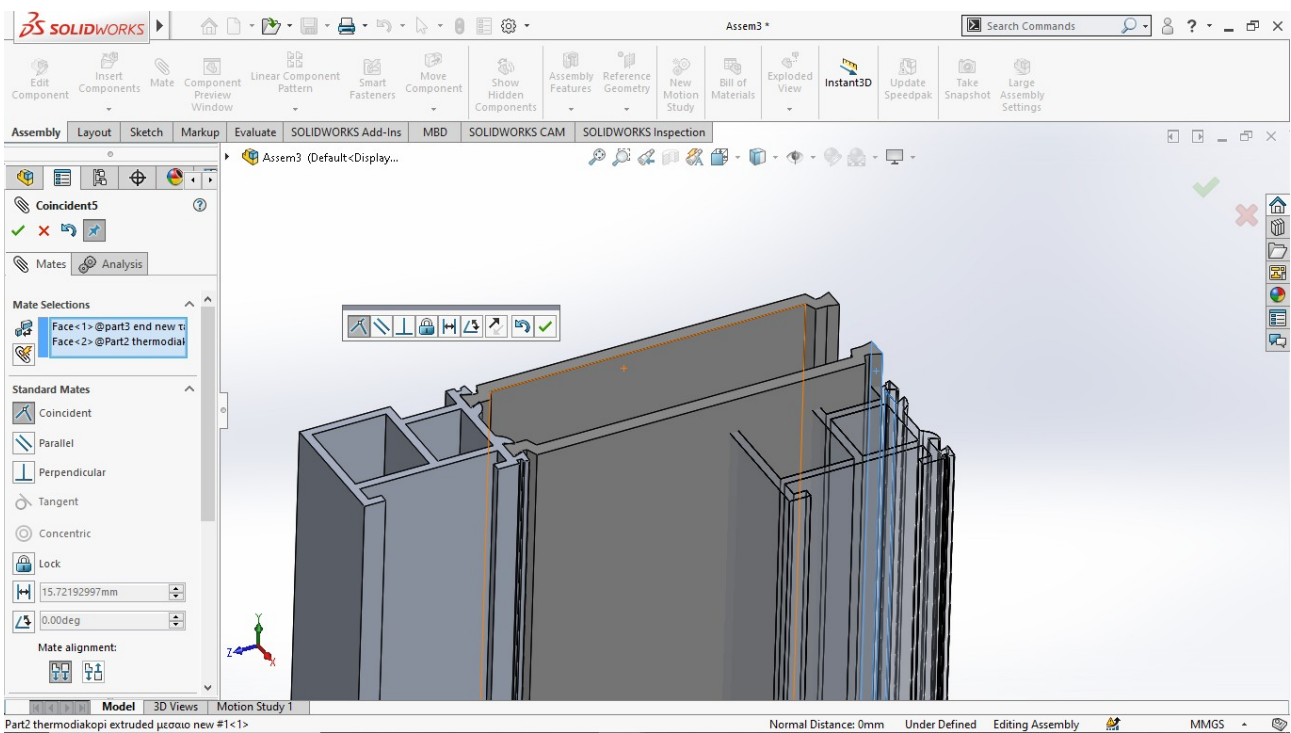 SOLIDWORKS
Assem3 *
Search Commands
Edit Component
Insert Components
Mate
Component Preview Window
Linear Component Pattern
Smart Fasteners
Move Component
Show Hidden Components
Assembly Features
Reference Geometry
New Motion Study
Bill of Materials
Exploded View
Instant3D
Update Speedpak
Take Snapshot
Large Assembly Settings
Assembly Layout Sketch Markup Evaluate SOLIDWORKS Add-Ins MBD SOLIDWORKS CAM SOLIDWORKS Inspection
Assem3 (Default<Display...
Coincident5
Mates Analysis
Mate Selections
Face<1>@part3 end new τ
Face<2>@Part2 thermodial
Standard Mates
Coincident
Parallel
Perpendicular
Tangent
Concentric
Lock
15.72192997mm
0.00deg
Mate alignment:
Y
Z
X
Model 3D Views Motion Study 1
Part2 thermodiakopi extruded μεσαιο new #1<1>
Normal Distance: 0mm Under Defined Editing Assembly MMGS